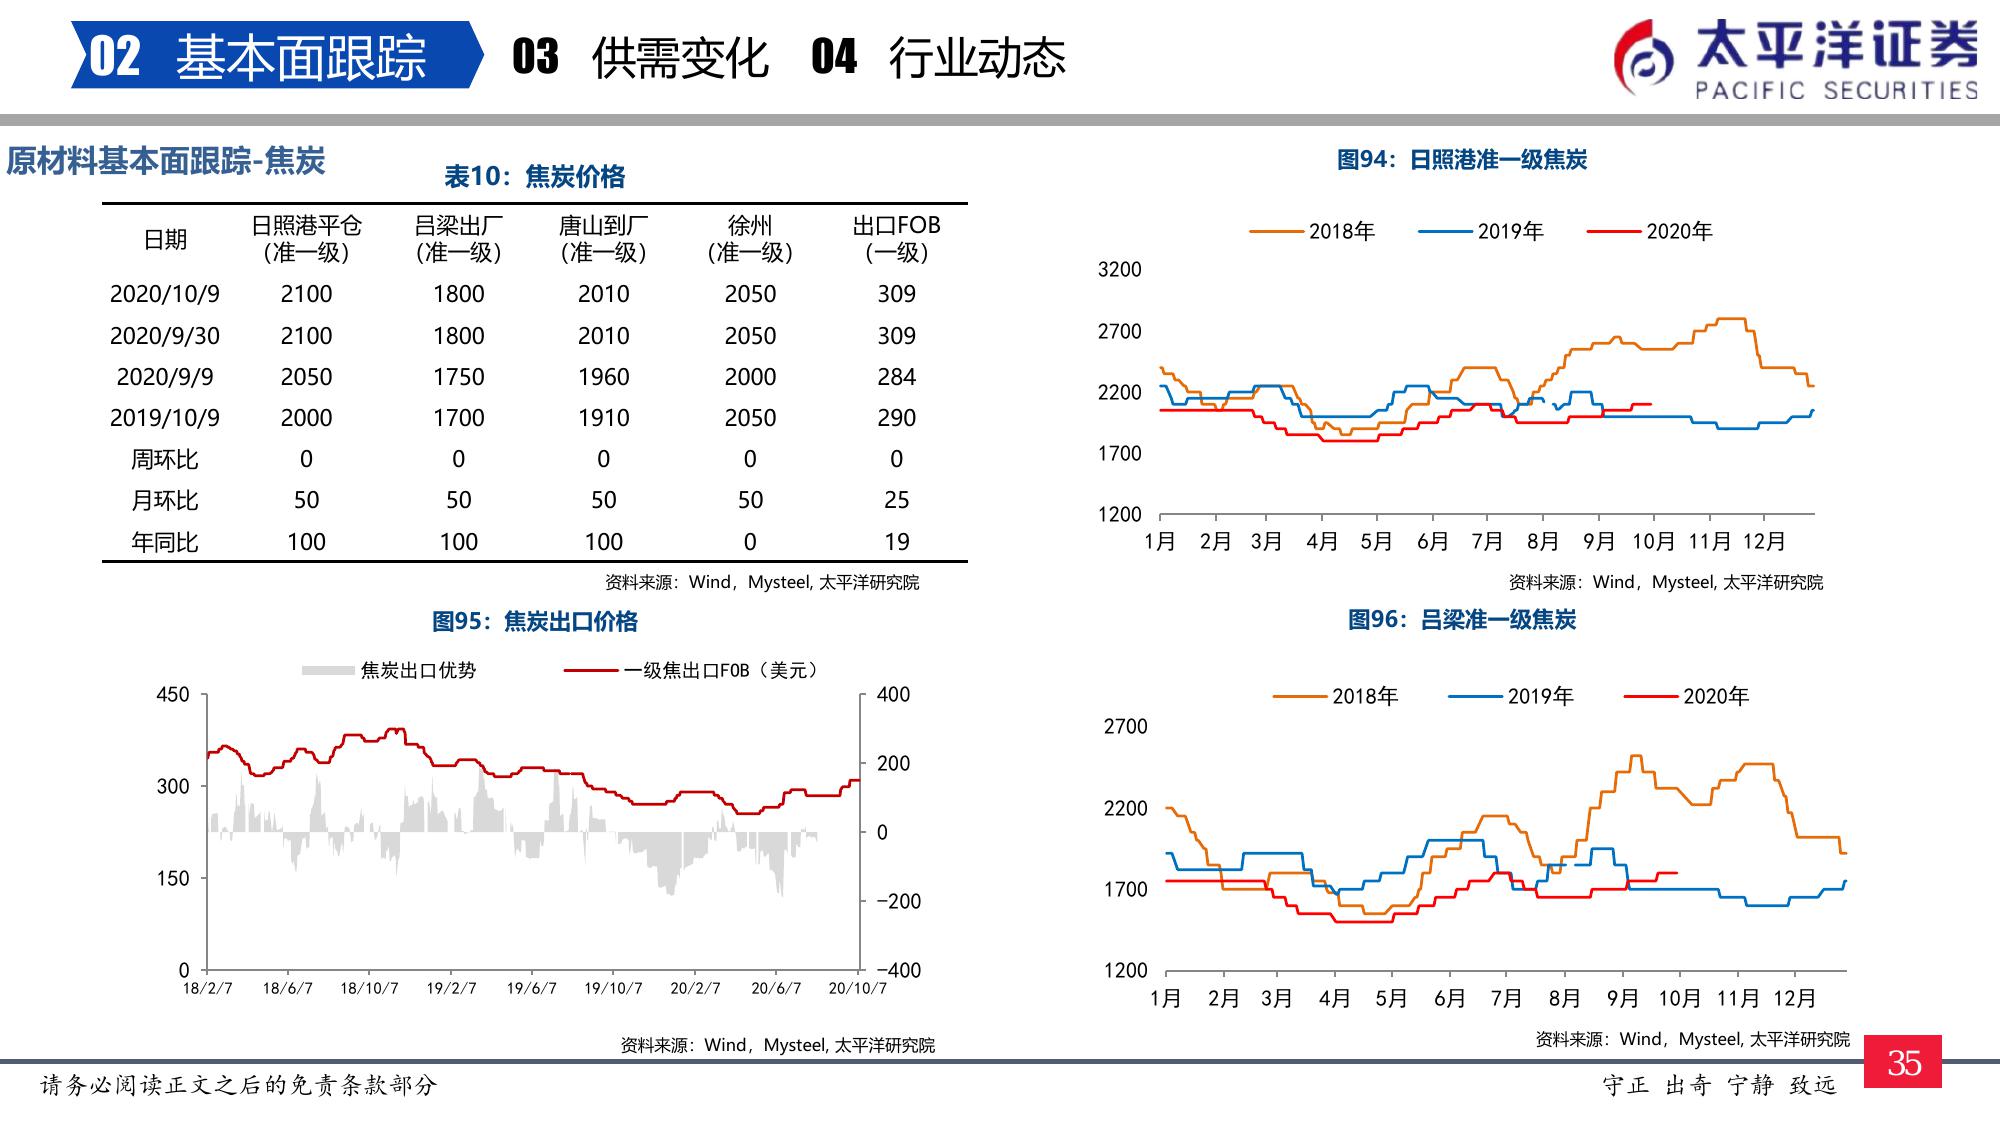 02 基本面跟踪 03 供需变化 04 行业动态
太平洋证券
PACIFIC SECURITIES
原材料基本面跟踪-焦炭
表10：焦炭价格
日期 日照港平仓（准一级） 吕梁出厂（准一级） 唐山到厂（准一级） 徐州（准一级） 出口FOB（一级）
2020/10/9 2100 1800 2010 2050 309
2020/9/30 2100 1800 2010 2050 309
2020/9/9 2050 1750 1960 2000 284
2019/10/9 2000 1700 1910 2050 290
周环比 0 0 0 0 0
月环比 50 50 50 50 25
年同比 100 100 100 0 19
资料来源：Wind，Mysteel, 太平洋研究院
图94：日照港准一级焦炭
2018年 2019年 2020年
3200
2700
2200
1700
1200
1月 2月 3月 4月 5月 6月 7月 8月 9月 10月 11月 12月
资料来源：Wind，Mysteel, 太平洋研究院
图95：焦炭出口价格
焦炭出口优势 一级焦出口FOB（美元）
450 400
300 200
150 0
0 −200
−400
18/2/7 18/6/7 18/10/7 19/2/7 19/6/7 19/10/7 20/2/7 20/6/7 20/10/7
资料来源：Wind，Mysteel, 太平洋研究院
图96：吕梁准一级焦炭
2018年 2019年 2020年
2700
2200
1700
1200
1月 2月 3月 4月 5月 6月 7月 8月 9月 10月 11月 12月
资料来源：Wind，Mysteel, 太平洋研究院
请务必阅读正文之后的免责条款部分
守正 出奇 宁静 致远
35